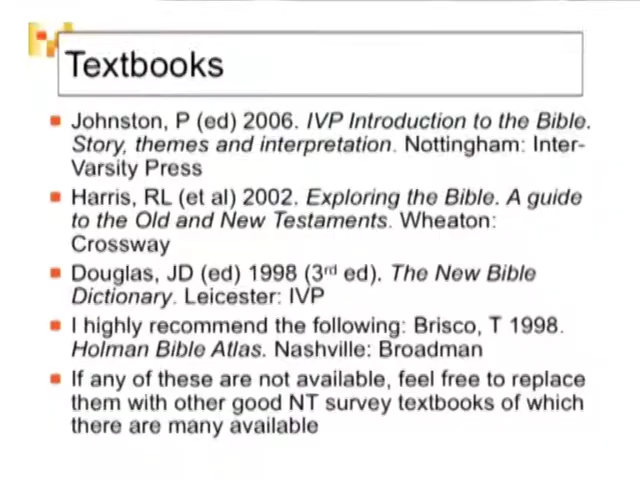 Textbooks
Johnston, P (ed) 2006. IVP Introduction to the Bible.
Story, themes and interpretation. Nottingham: Inter-
Varsity Press
Harris, RL (et al) 2002. Exploring the Bible. A guide
to the Old and New Testaments. Wheaton:
Crossway
Douglas, JD (ed) 1998 (3rd ed). The New Bible
Dictionary. Leicester: IVP
I highly recommend the following: Brisco, T 1998.
Holman Bible Atlas. Nashville: Broadman
If any of these are not available, feel free to replace
them with other good NT survey textbooks of which
there are many available